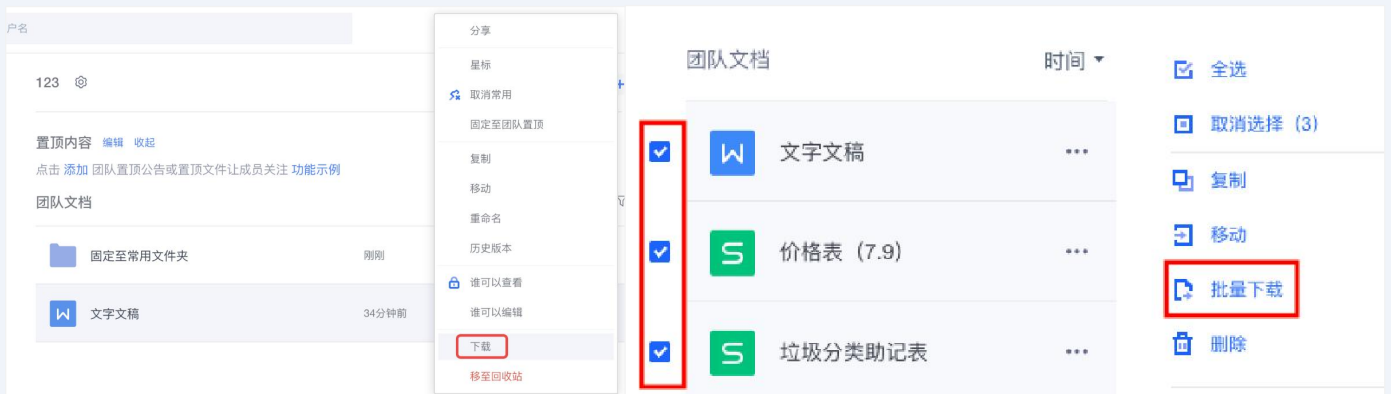 户名
123
置顶内容 编辑 收起
点击 添加 团队置顶公告或置顶文件让成员关注 功能示例
团队文档
固定至常用文件夹 刚刚
文字文稿 34分钟前
分享
星标
取消常用
固定至团队置顶
复制
移动
重命名
历史版本
谁可以查看
谁可以编辑
下载
移至回收站
团队文档 时间
文字文稿
价格表（7.9）
垃圾分类助记表
全选
取消选择（3）
复制
移动
批量下载
删除